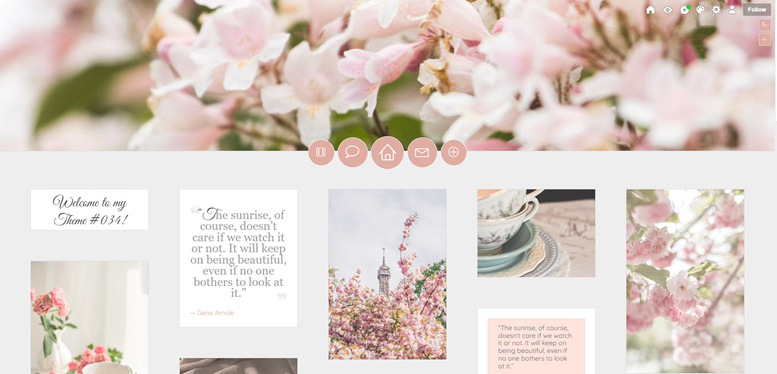 Follow
Welcome to my
Theme #034!
"The sunrise, of
course, doesn't
care if we watch it
or not. It will keep
on being beautiful,
even if no one
bothers to look at
it."
— Gene Amole
"The sunrise, of course,
doesn't care if we watch
it or not. It will keep on
being beautiful, even if
no one bothers to look
at it."